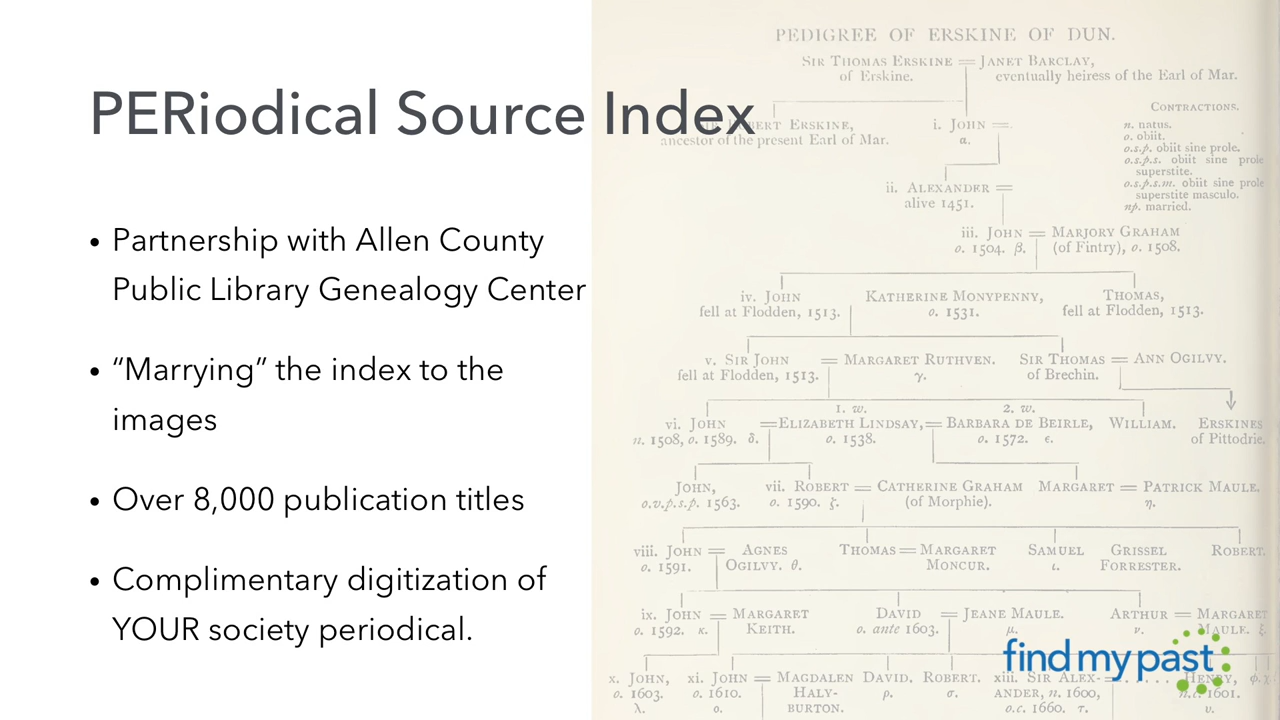 PERiodical Source Index
• Partnership with Allen County
Public Library Genealogy Center
• “Marrying” the index to the
images
• Over 8,000 publication titles
• Complimentary digitization of
YOUR society periodical.
PEDIGREE OF ERSKINE OF DUN.
SIR THOMAS ERSKINE = JANET BARCLAY,
of Erskine. eventually heiress of the Earl of Mar.
CONTRACTIONS.
n. natus.
o. obiit.
o.s.p. obiit sine prole.
o.s.p.s. obiit sine prole
superstite.
o.s.p.s.m. obiit sine prole
superstite masculo.
np. married.
ERSKINE, i. JOHN =
ancestor of the present Earl of Mar. α.
ii. ALEXANDER =
alive 1451.
iii. JOHN = MARJORY GRAHAM
o. 1504. β. (of Fintry), o. 1508.
iv. JOHN KATHERINE MONYPENNY, THOMAS,
fell at Flodden, 1513. o. 1531. fell at Flodden, 1513.
v. SIR JOHN = MARGARET RUTHVEN. SIR THOMAS = ANN OGILVY.
fell at Flodden, 1513. γ. of Brechin.
1. w. 2. w.
vi. JOHN = ELIZABETH LINDSAY, = BARBARA DE BEIRLE, WILLIAM. ERSKINES
n. 1508, o. 1589. δ. o. 1538. o. 1572. ε. of Pittodrie.
JOHN, vii. ROBERT = CATHERINE GRAHAM MARGARET = PATRICK MAULE.
o.v.p.s.p. 1563. o. 1590. ζ. (of Morphie). η.
viii. JOHN = AGNES THOMAS = MARGARET SAMUEL GRISSEL ROBERT.
o. 1591. OGILVY. θ. MONCUR. ι. FORRESTER.
ix. JOHN = MARGARET DAVID = JEANE MAULE. ARTHUR = MARGARET
o. 1592. κ. KEITH. o. ante 1603. μ. ν. MAULE. ξ.
x. JOHN, xi. JOHN = MAGDALEN DAVID. ROBERT. xiii. SIR ALEX- = . . . . . HENRY, φ.χ.
o. 1603. o. 1610. HALY- ρ. σ. ANDER, n. 1600, 1601.
λ. ο. BURTON. o.c. 1660. τ. υ.
findmypast